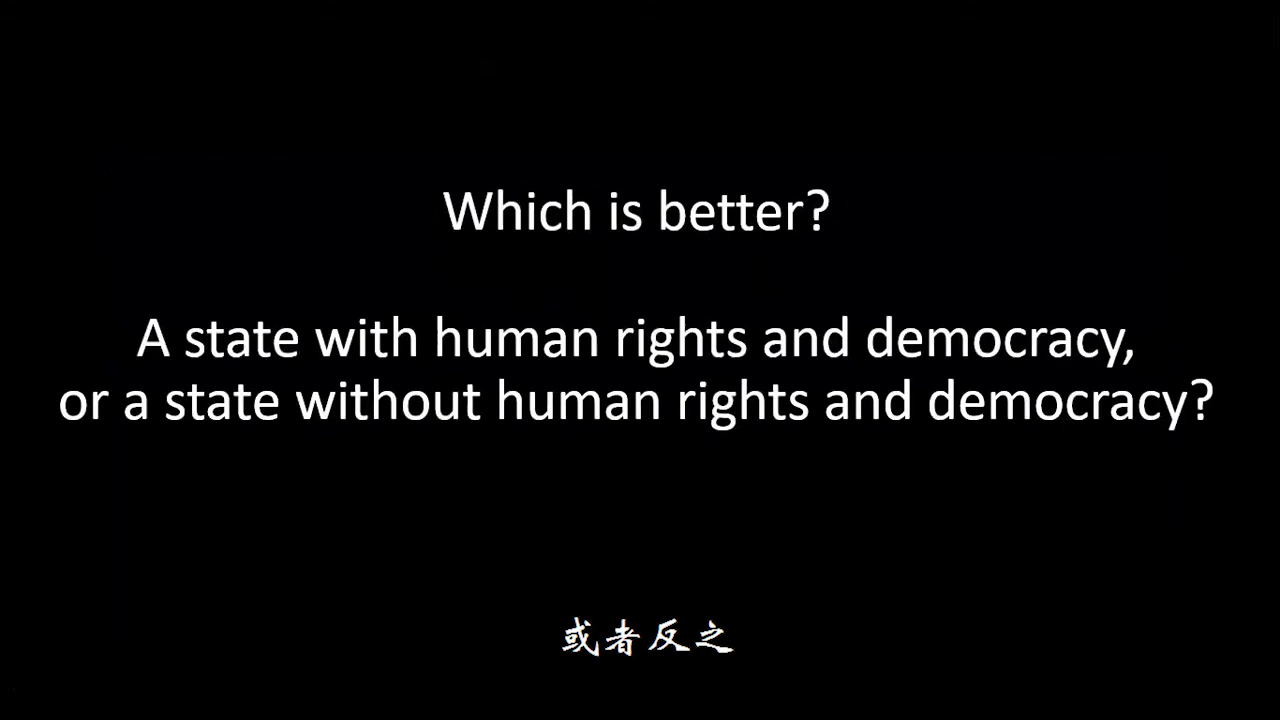 Which is better?
A state with human rights and democracy,
or a state without human rights and democracy?
或者反之